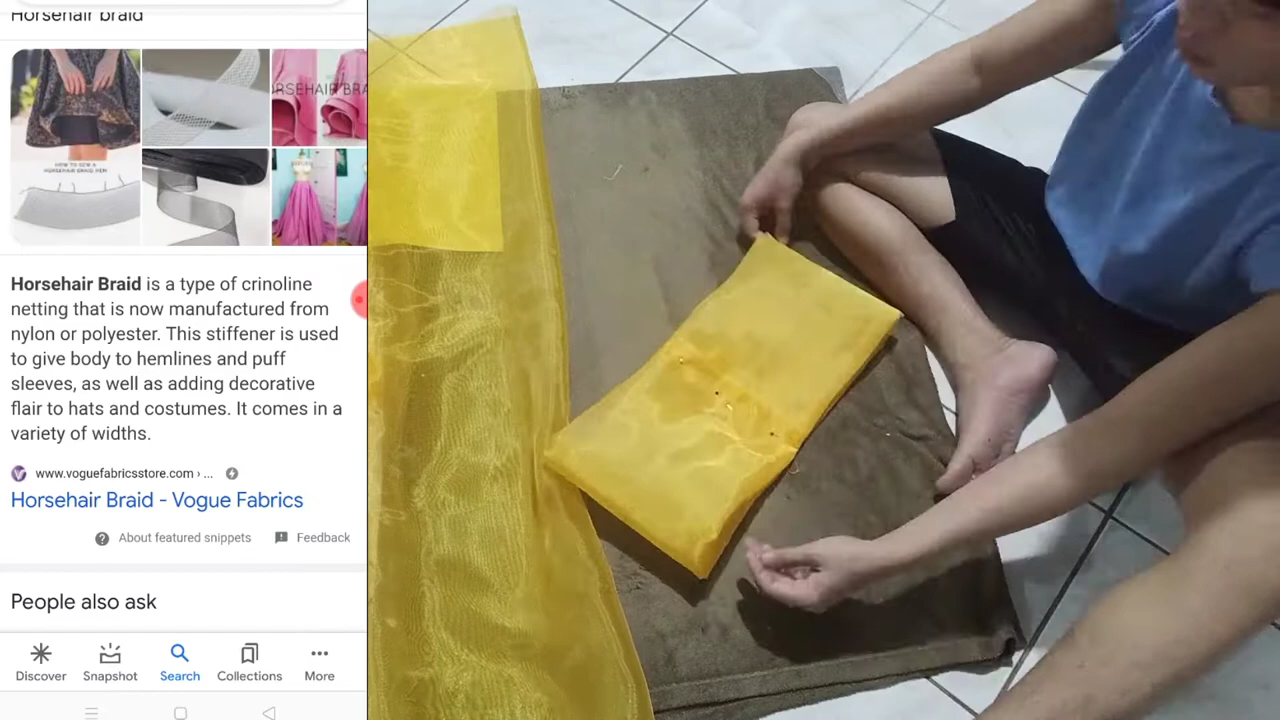 Horsehair braid
HORSEHAIR BRA
HOW TO SEW A
HORSEHAIR BRAID HEM
Horsehair Braid is a type of crinoline
netting that is now manufactured from
nylon or polyester. This stiffener is used
to give body to hemlines and puff
sleeves, as well as adding decorative
flair to hats and costumes. It comes in a
variety of widths.
www.voguefabricsstore.com › ...
Horsehair Braid - Vogue Fabrics
About featured snippets
Feedback
People also ask
Discover
Snapshot
Search
Collections
More